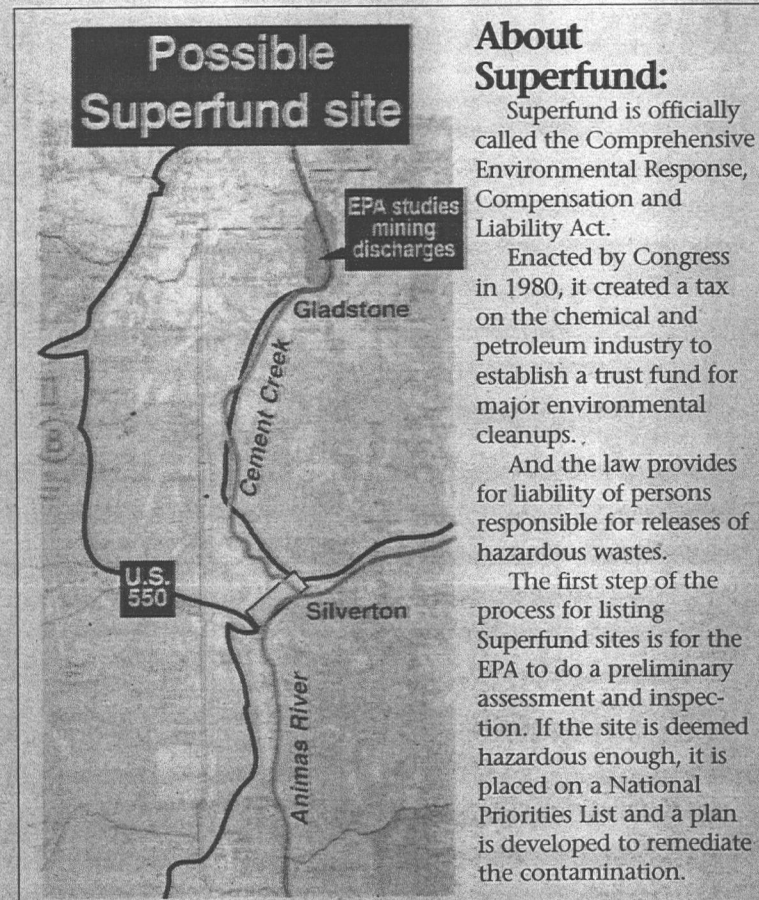 Possible
Superfund site
EPA studies
mining
discharges
Gladstone
Cement Creek
U.S.
550
Silverton
Animas River
About
Superfund:
Superfund is officially
called the Comprehensive
Environmental Response,
Compensation and
Liability Act.
Enacted by Congress
in 1980, it created a tax
on the chemical and
petroleum industry to
establish a trust fund for
major environmental
cleanups.
And the law provides
for liability of persons
responsible for releases of
hazardous wastes.
The first step of the
process for listing
Superfund sites is for the
EPA to do a preliminary
assessment and inspec-
tion. If the site is deemed
hazardous enough, it is
placed on a National
Priorities List and a plan
is developed to remediate
the contamination.